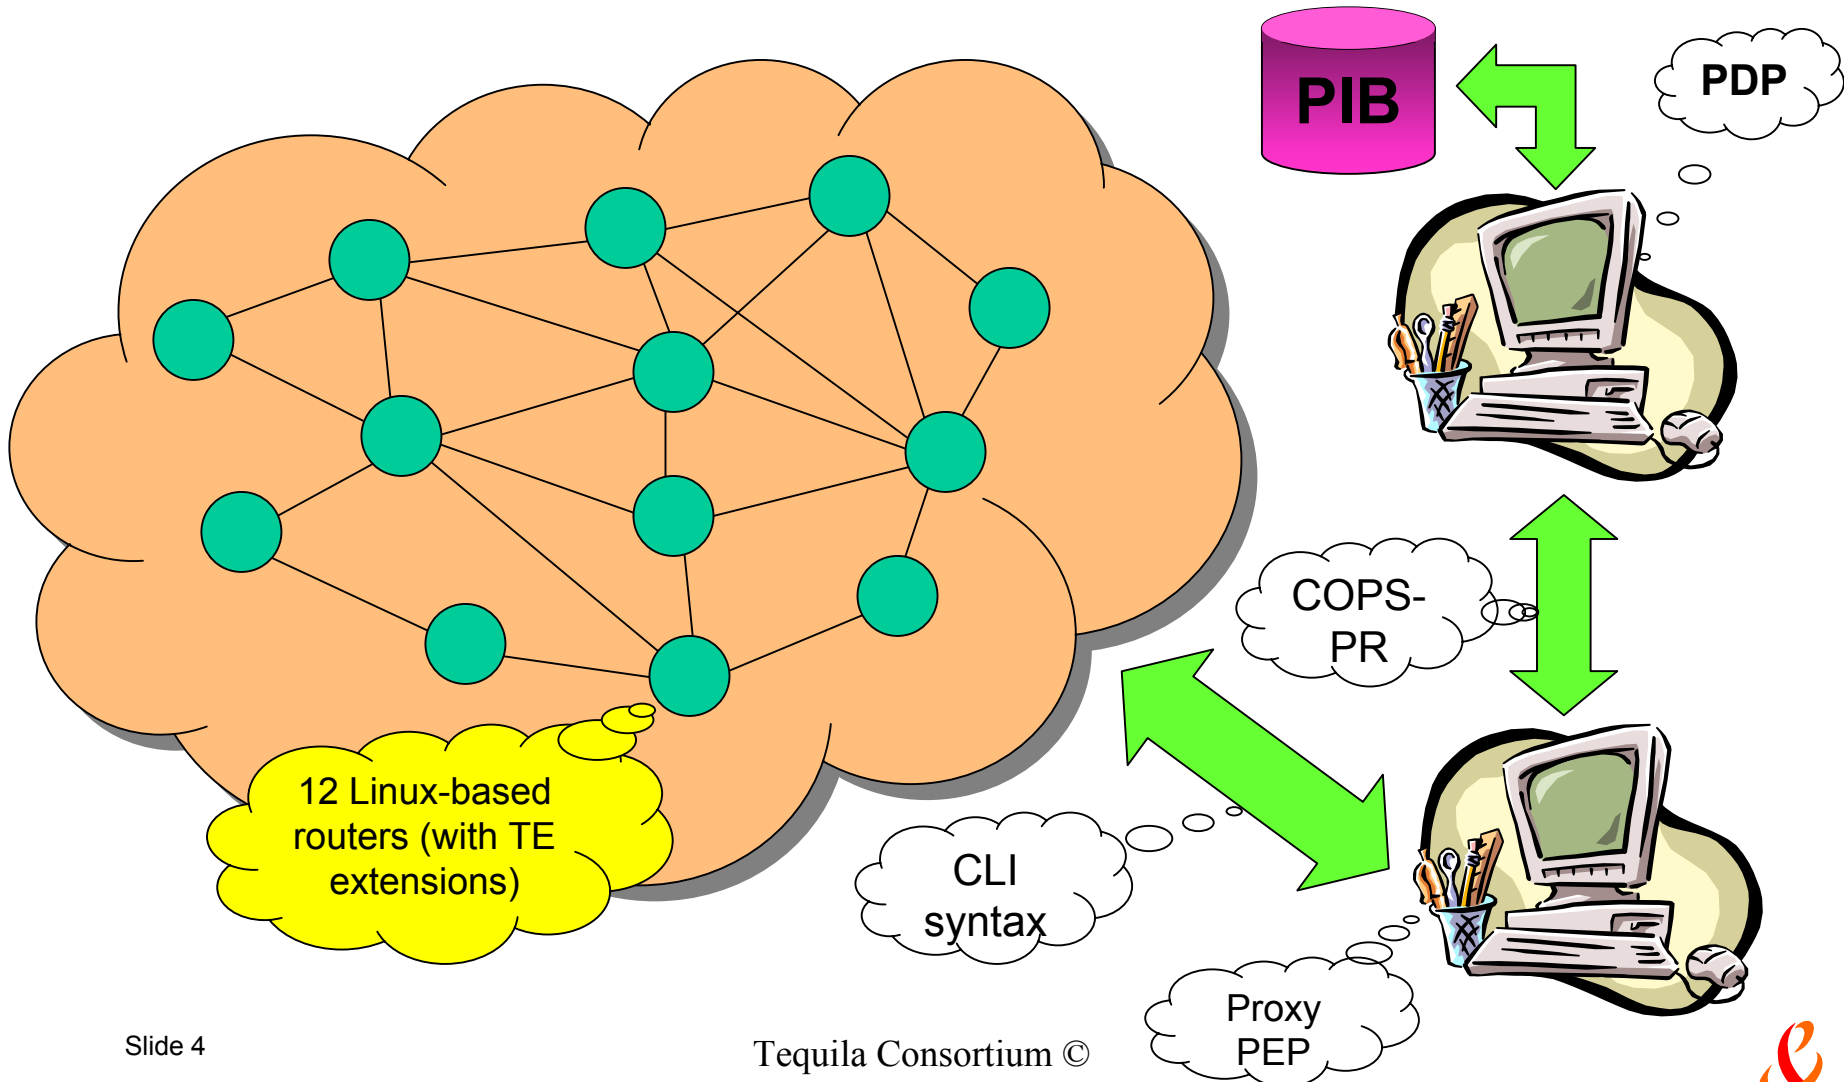 PIB
PDP
COPS-
PR
12 Linux-based
routers (with TE
extensions)
CLI
syntax
Proxy
PEP
Slide 4
Tequila Consortium ©